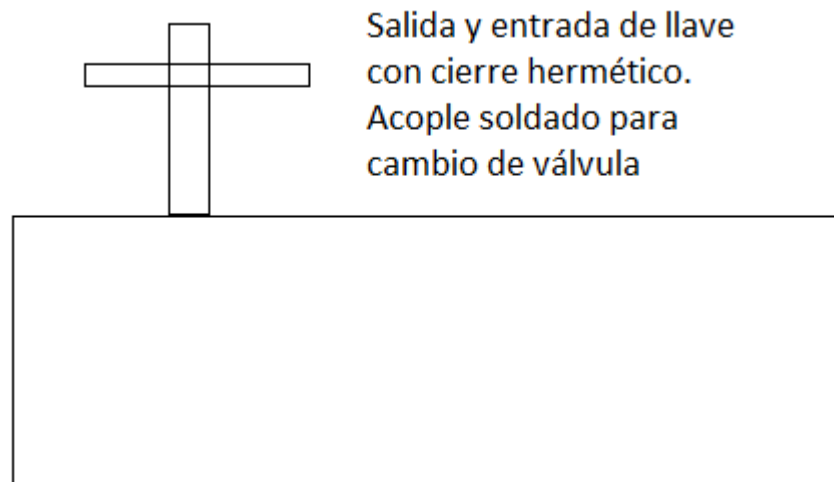 Salida y entrada de llave
con cierre hermético.
Acople soldado para
cambio de válvula